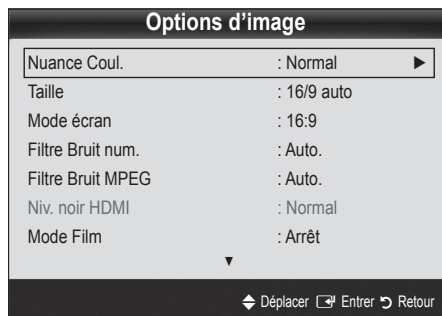 Options d'image
Nuance Coul. : Normal ▶
Taille : 16/9 auto
Mode écran : 16:9
Filtre Bruit num. : Auto.
Filtre Bruit MPEG : Auto.
Niv. noir HDMI : Normal
Mode Film : Arrêt
▼
Déplacer Entrer Retour